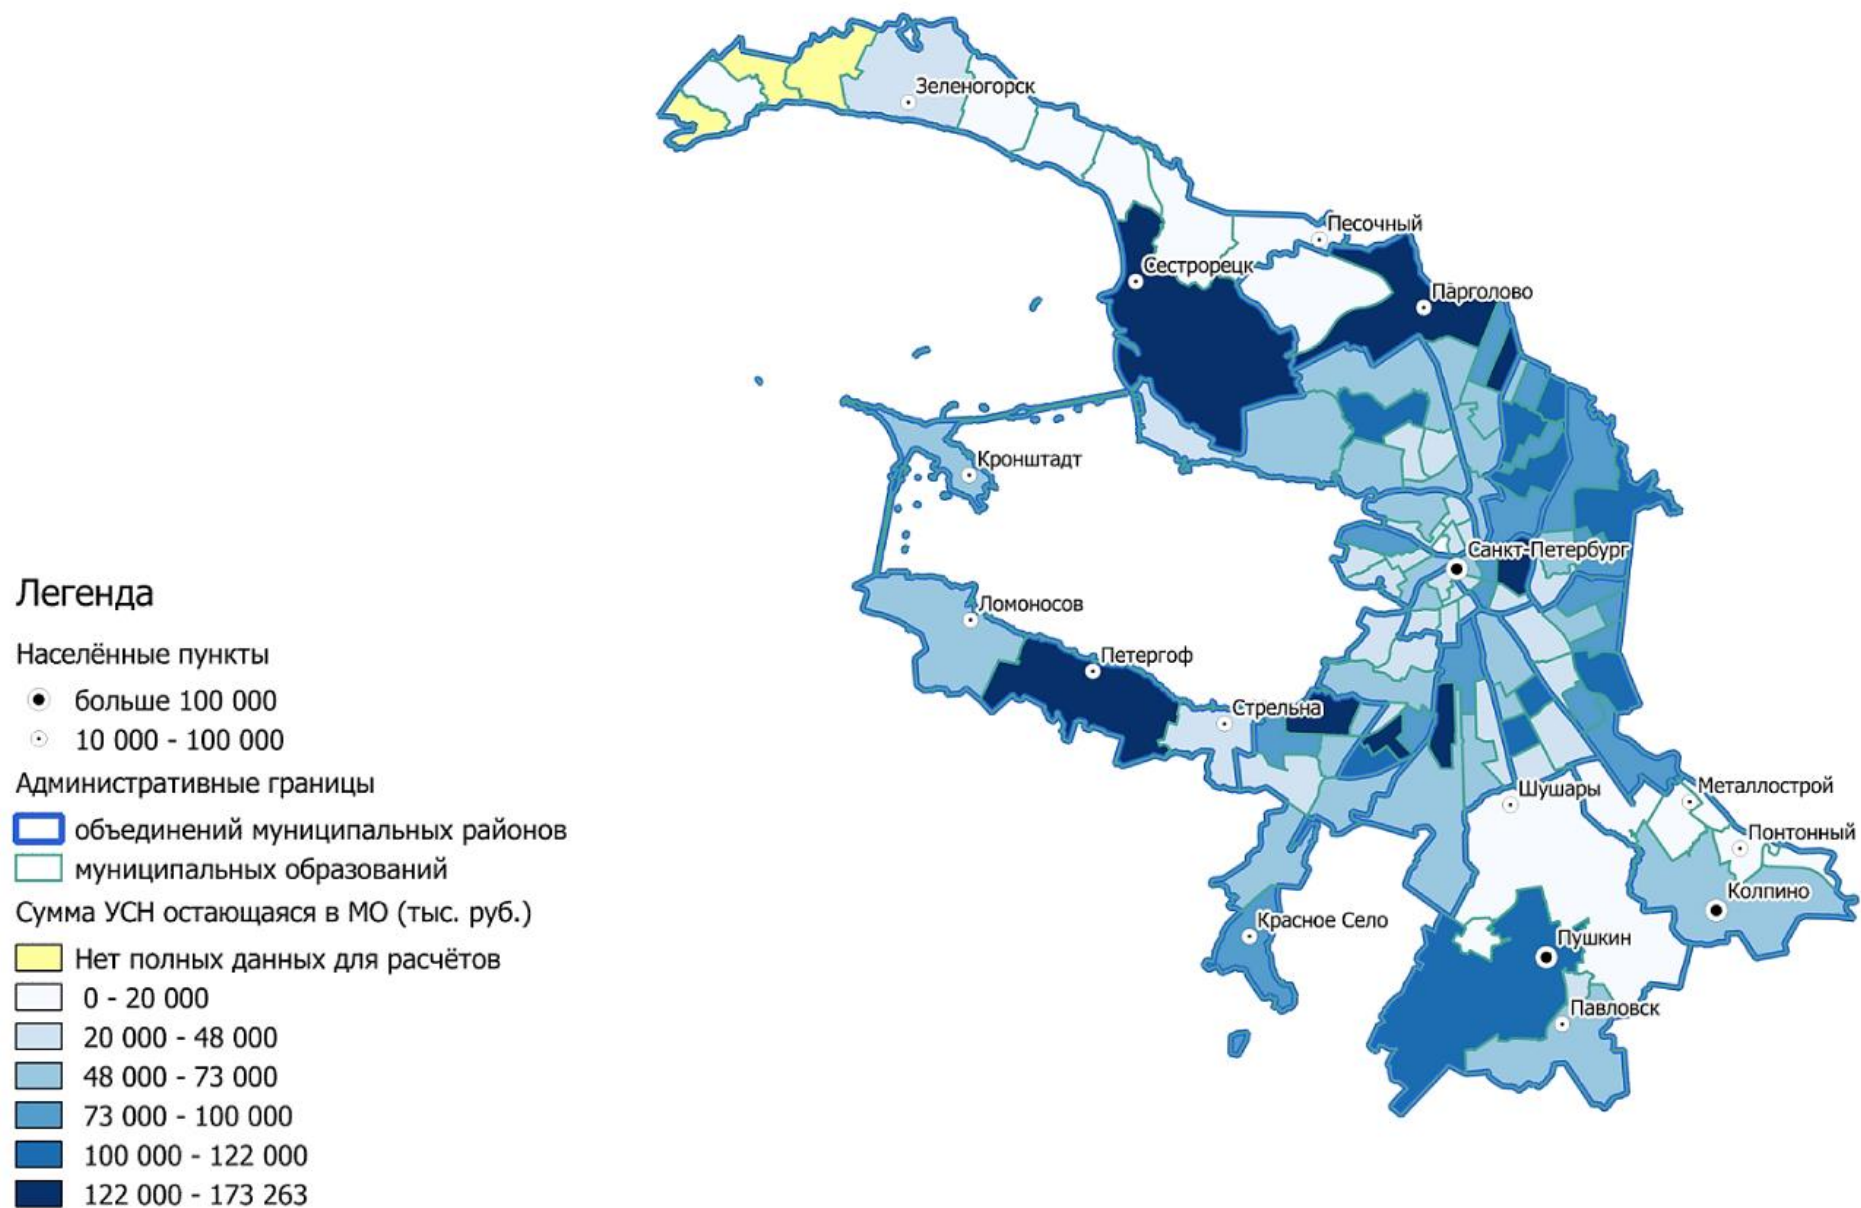 Зеленогорск
Песочный
Сестрорецк
Парголово
Кронштадт
Санкт-Петербург
Ломоносов
Петергоф
Стрельна
Шушары
Металлострой
Понтонный
Колпино
Красное Село
Пушкин
Павловск
Легенда
Населённые пункты
больше 100 000
10 000 - 100 000
Административные границы
объединений муниципальных районов
муниципальных образований
Сумма УСН остающаяся в МО (тыс. руб.)
Нет полных данных для расчётов
0 - 20 000
20 000 - 48 000
48 000 - 73 000
73 000 - 100 000
100 000 - 122 000
122 000 - 173 263